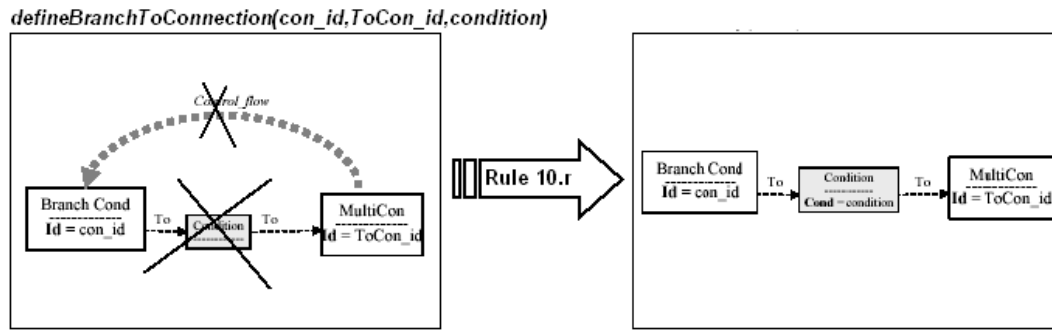 defineBranchToConnection(con_id,ToCon_id,condition)
Control_flow
Branch Cond
Id = con_id
To
Condition
To
MultiCon
Id = ToCon_id
Rule 10.r
Branch Cond
Id = con_id
To
Condition
Cond = condition
To
MultiCon
Id = ToCon_id